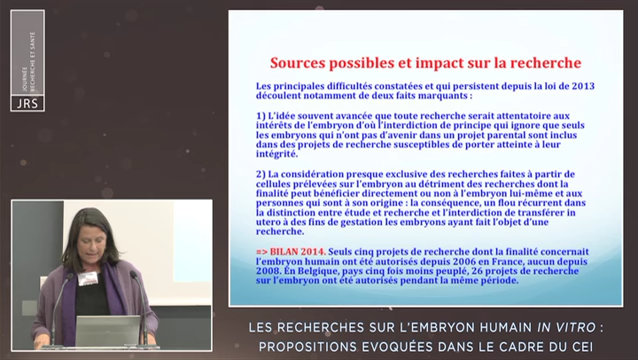 JOURNÉE
RECHERCHE ET SANTÉ
JRS
Sources possibles et impact sur la recherche
Les principales difficultés constatées et qui persistent depuis la loi de 2013
découlent notamment de deux faits marquants :
1) L'idée souvent avancée que toute recherche serait attentatoire aux
intérêts de l'embryon d'où l'interdiction de principe qui ignore que seuls
les embryons qui n'ont pas d'avenir dans un projet parental sont inclus
dans des projets de recherche susceptibles de porter atteinte à leur
intégrité.
2) La considération presque exclusive des recherches faites à partir de
cellules prélevées sur l'embryon au détriment des recherches dont la
finalité peut bénéficier directement ou non à l'embryon lui-même et aux
personnes qui sont à son origine : la conséquence, un flou récurrent dans
la distinction entre étude et recherche et l'interdiction de transférer in
utero à des fins de gestation les embryons ayant fait l'objet d'une
recherche.
=> BILAN 2014. Seuls cinq projets de recherche dont la finalité concernait
l'embryon humain ont été autorisés depuis 2006 en France, aucun depuis
2008. En Belgique, pays cinq fois moins peuplé, 26 projets de recherche
sur l'embryon ont été autorisés pendant la même période.
LES RECHERCHES SUR L'EMBRYON HUMAIN IN VITRO :
PROPOSITIONS EVOQUÉES DANS LE CADRE DU CEI